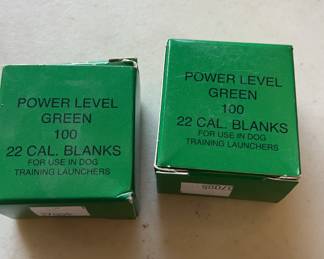 POWER LEVEL
GREEN
100
22 CAL. BLANKS
FOR USE IN DOG
TRAINING LAUNCHERS
POWER LEVEL
GREEN
100
22 CAL. BLANKS
FOR USE IN DOG
TRAINING LAUNCHERS